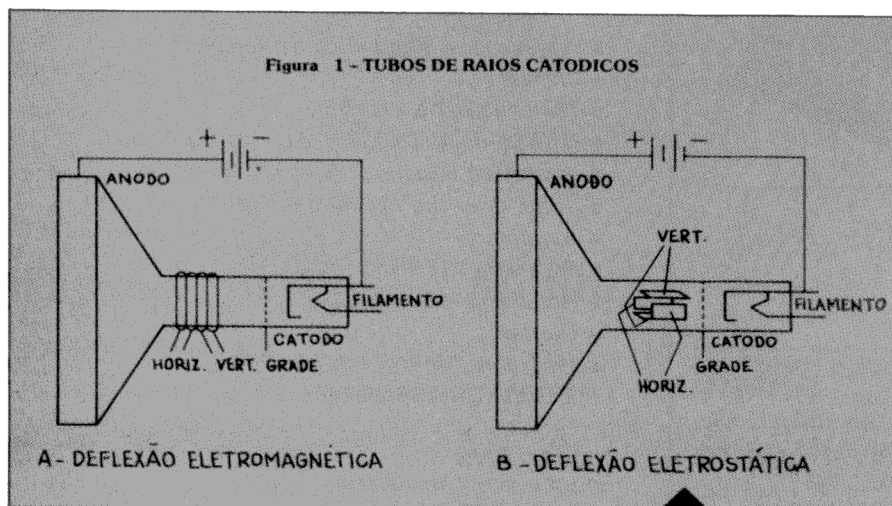 Figura 1 - TUBOS DE RAIOS CATODICOS
+ -
ANODO
FILAMENTO
CATODO
HORIZ. VERT. GRADE
A - DEFLEXÃO ELETROMAGNÉTICA
+ -
ANODO
VERT.
FILAMENTO
CATODO
GRADE
HORIZ.
B - DEFLEXÃO ELETROSTÁTICA